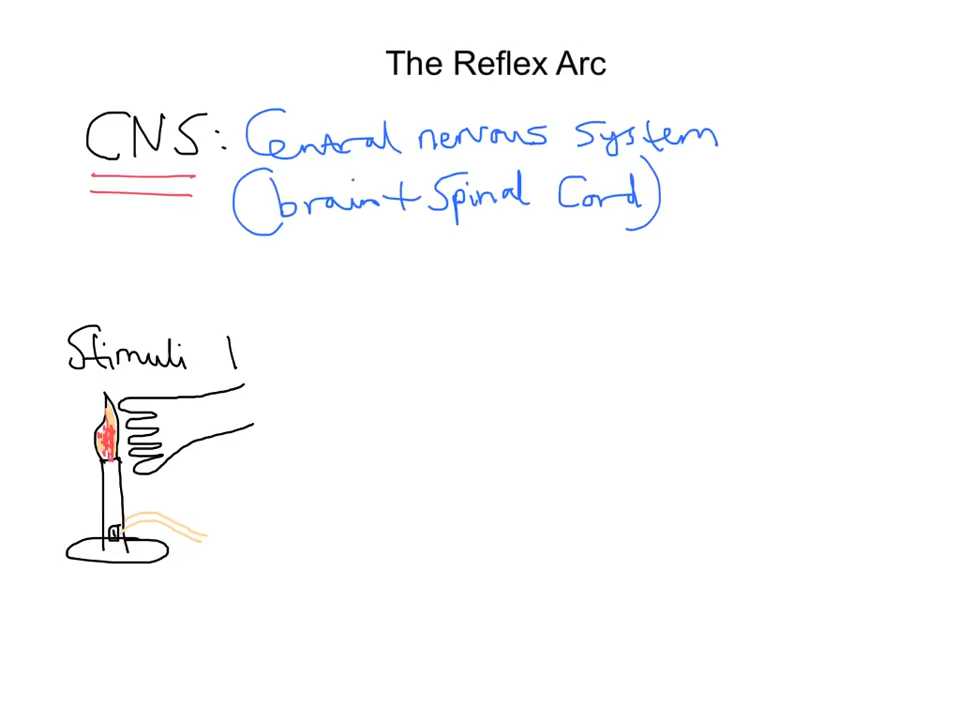 The Reflex Arc
CNS: Central nervous system
(brain + Spinal Cord)
Stimuli 1